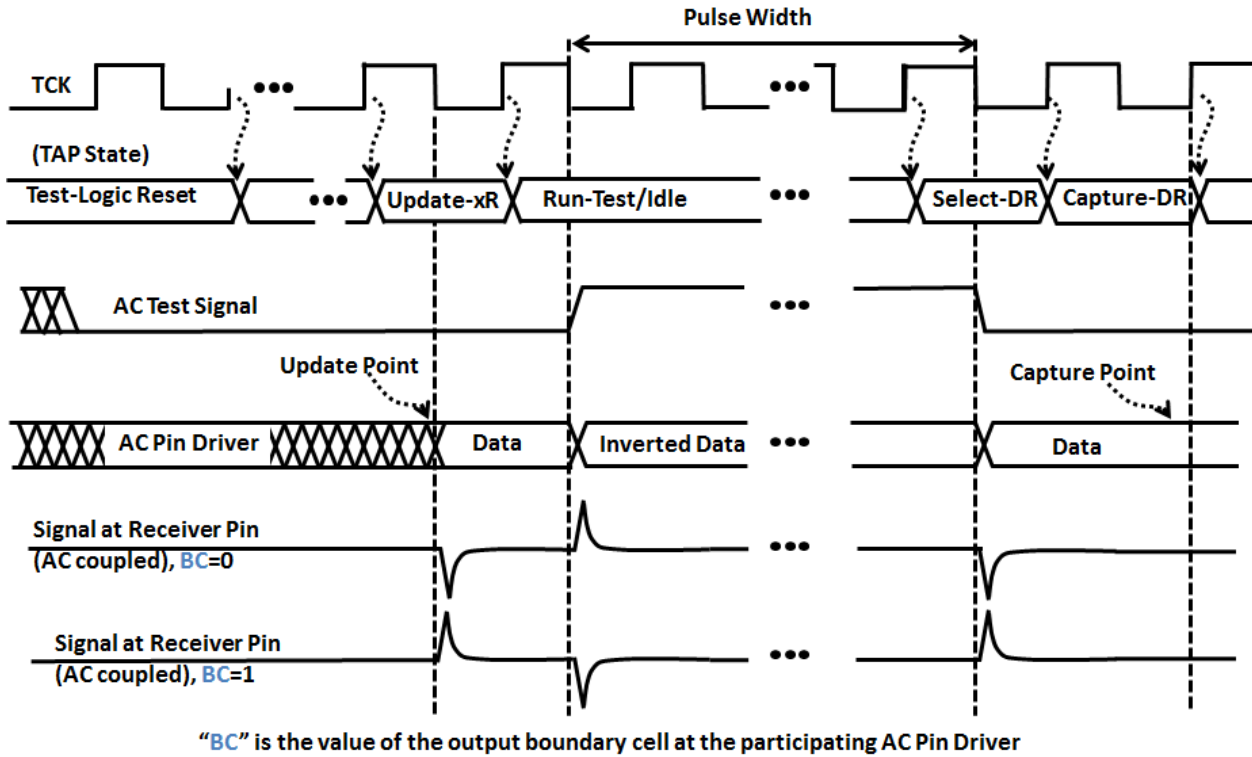 Pulse Width
TCK
(TAP State)
Test-Logic Reset
Update-xR
Run-Test/Idle
Select-DR
Capture-DR
AC Test Signal
Update Point
Capture Point
AC Pin Driver
Data
Inverted Data
Data
Signal at Receiver Pin
(AC coupled), BC=0
Signal at Receiver Pin
(AC coupled), BC=1
“BC” is the value of the output boundary cell at the participating AC Pin Driver